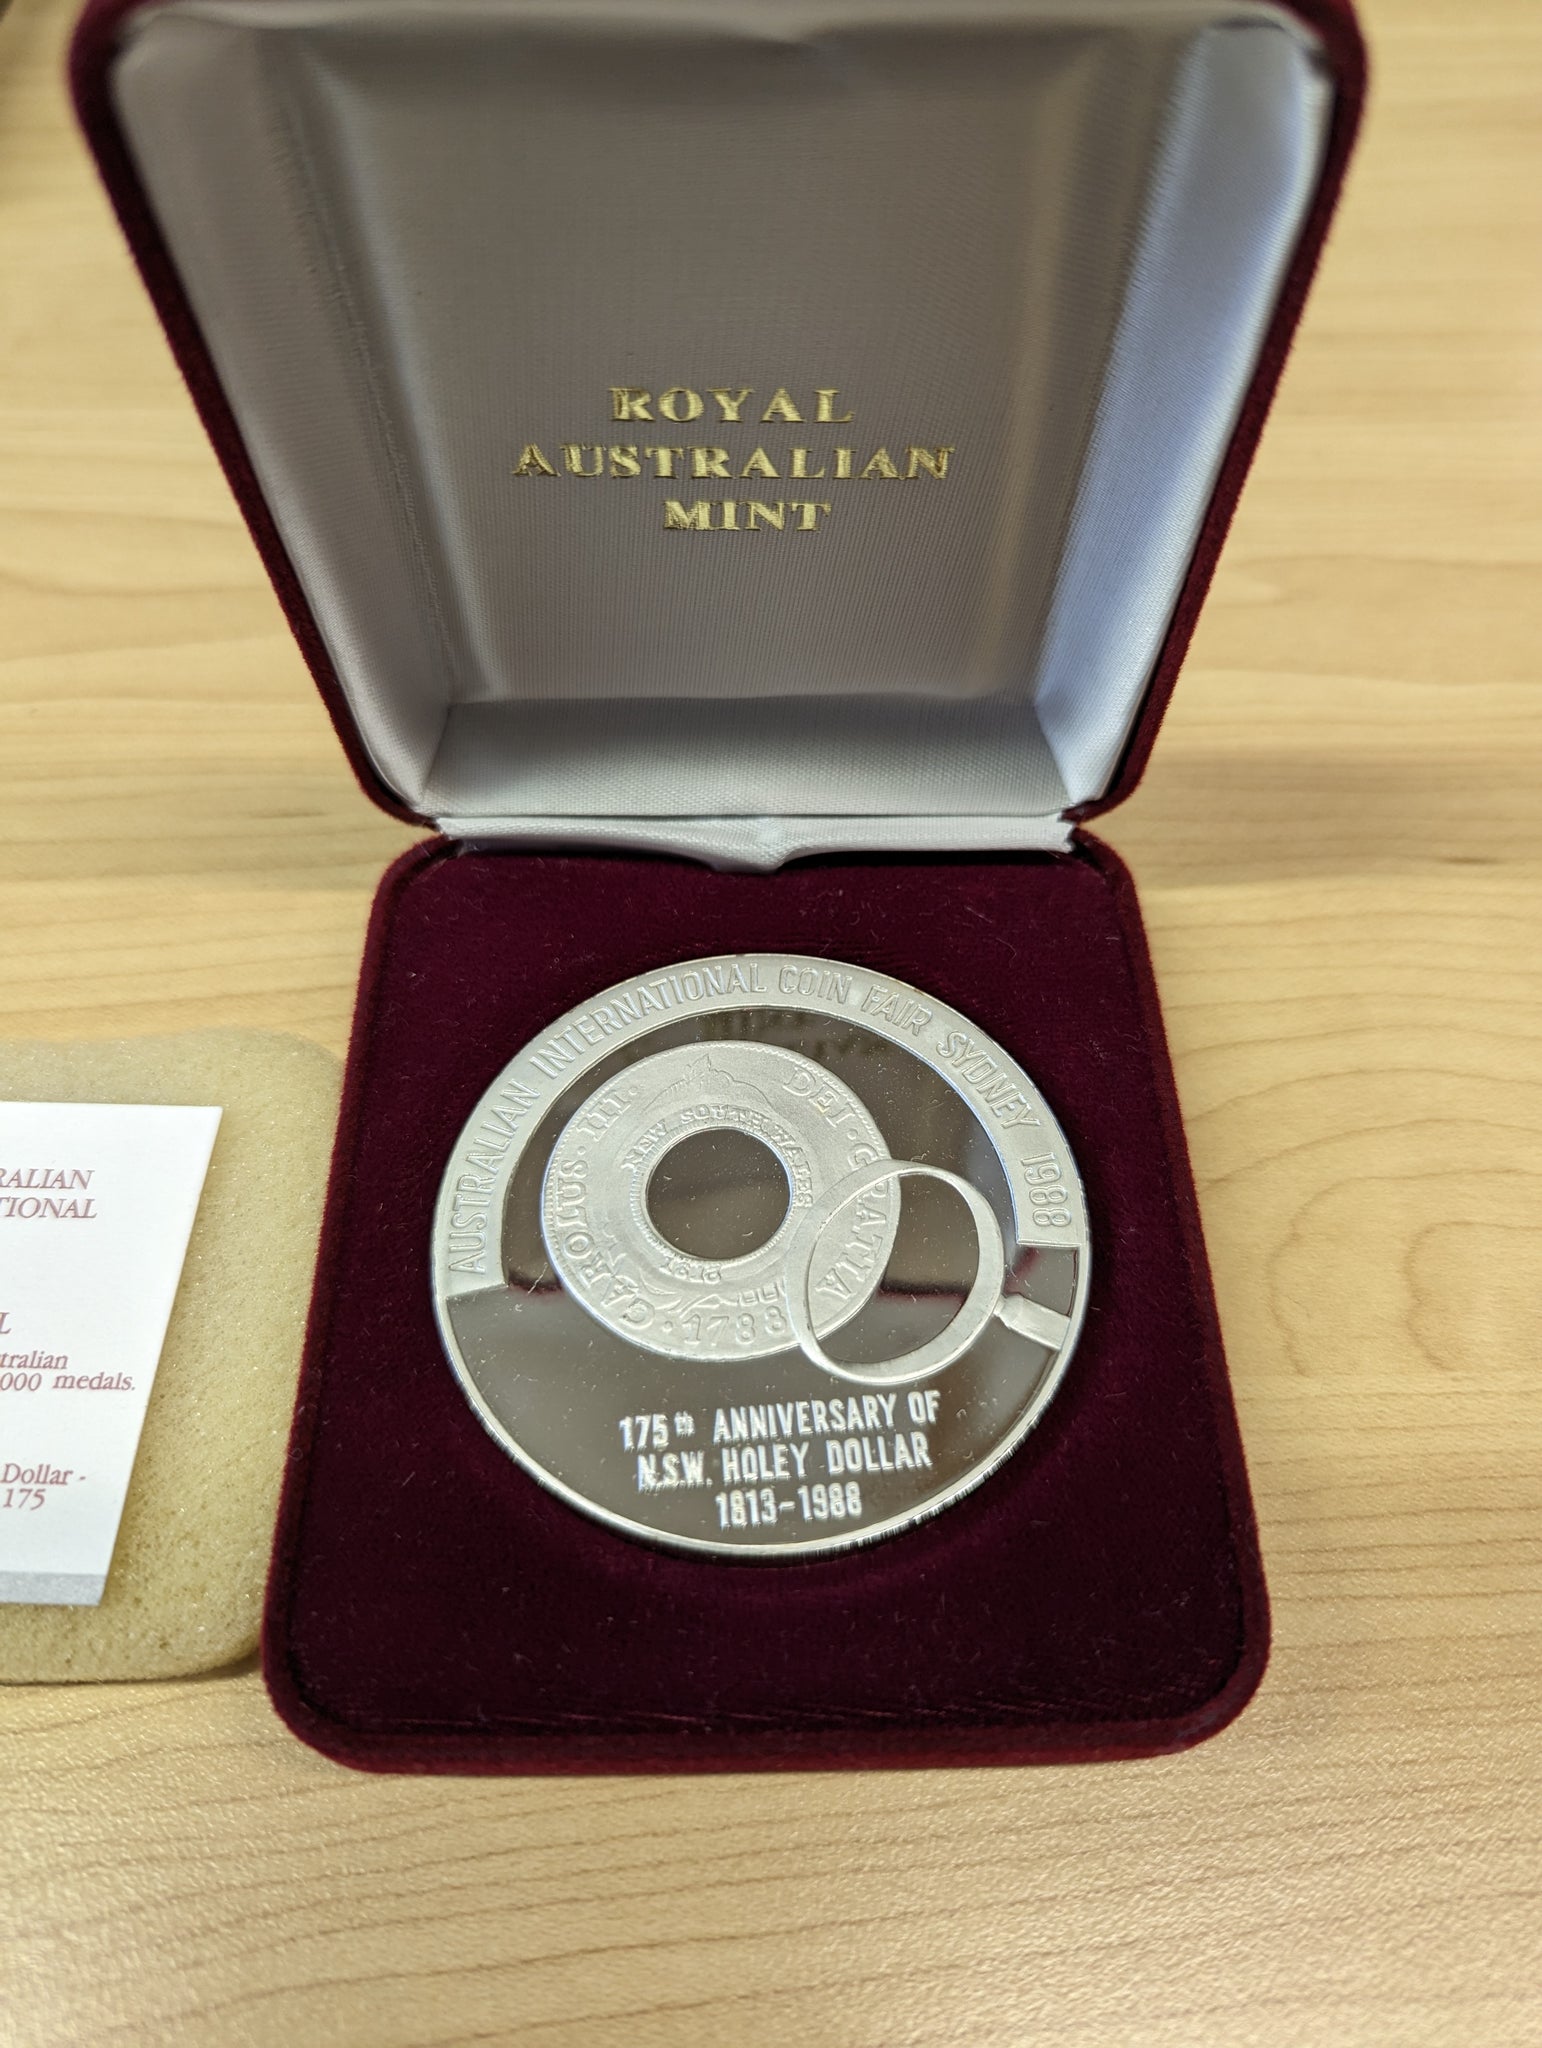 ROYAL
AUSTRALIAN
MINT
AUSTRALIAN INTERNATIONAL COIN FAIR SYDNEY 1988
CAROLUS·III· DEI·GRATIA
·1788
NEW SOUTH WALES
1813
175th ANNIVERSARY OF
N.S.W. HOLEY DOLLAR
1813-1988
RALIAN
TIONAL
L
tralian
000 medals.
Dollar -
175